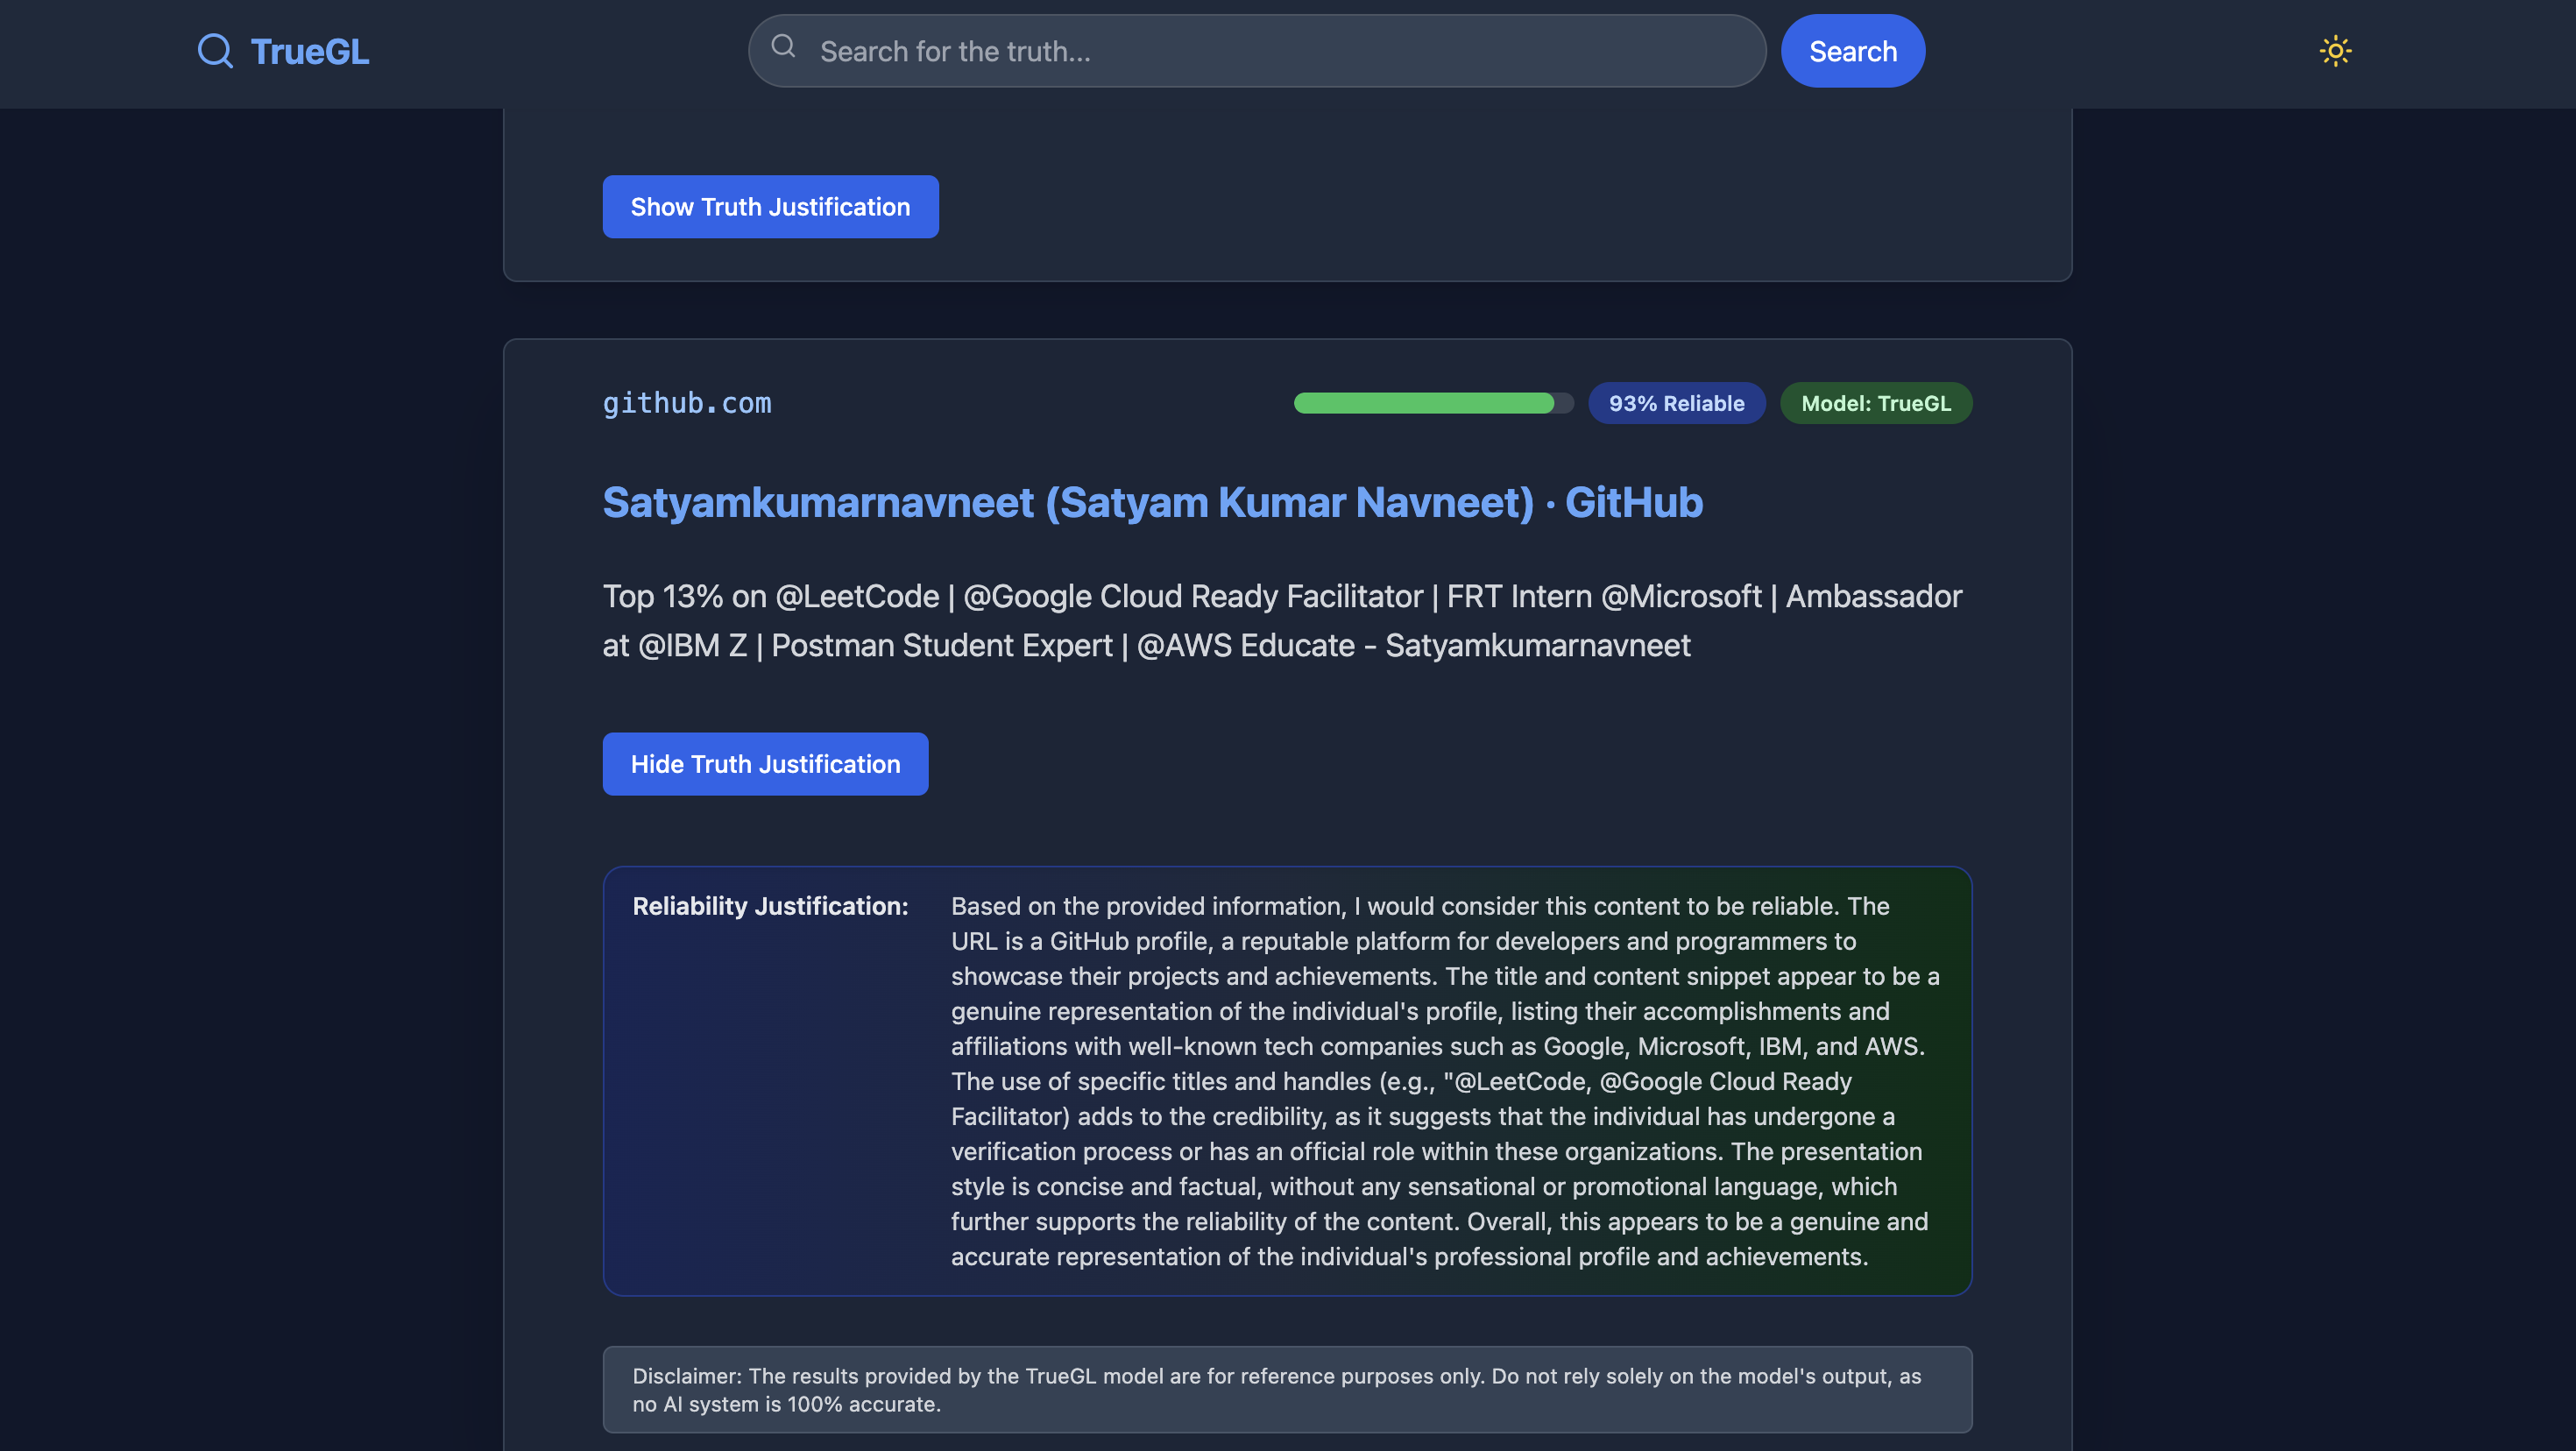 TrueGL
Search for the truth...
Search
Show Truth Justification
github.com
93% Reliable
Model: TrueGL
Satyamkumarnavneet (Satyam Kumar Navneet) · GitHub
Top 13% on @LeetCode | @Google Cloud Ready Facilitator | FRT Intern @Microsoft | Ambassador
at @IBM Z | Postman Student Expert | @AWS Educate - Satyamkumarnavneet
Hide Truth Justification
Reliability Justification:
Based on the provided information, I would consider this content to be reliable. The
URL is a GitHub profile, a reputable platform for developers and programmers to
showcase their projects and achievements. The title and content snippet appear to be a
genuine representation of the individual's profile, listing their accomplishments and
affiliations with well-known tech companies such as Google, Microsoft, IBM, and AWS.
The use of specific titles and handles (e.g., "@LeetCode, @Google Cloud Ready
Facilitator) adds to the credibility, as it suggests that the individual has undergone a
verification process or has an official role within these organizations. The presentation
style is concise and factual, without any sensational or promotional language, which
further supports the reliability of the content. Overall, this appears to be a genuine and
accurate representation of the individual's professional profile and achievements.
Disclaimer: The results provided by the TrueGL model are for reference purposes only. Do not rely solely on the model's output, as
no AI system is 100% accurate.